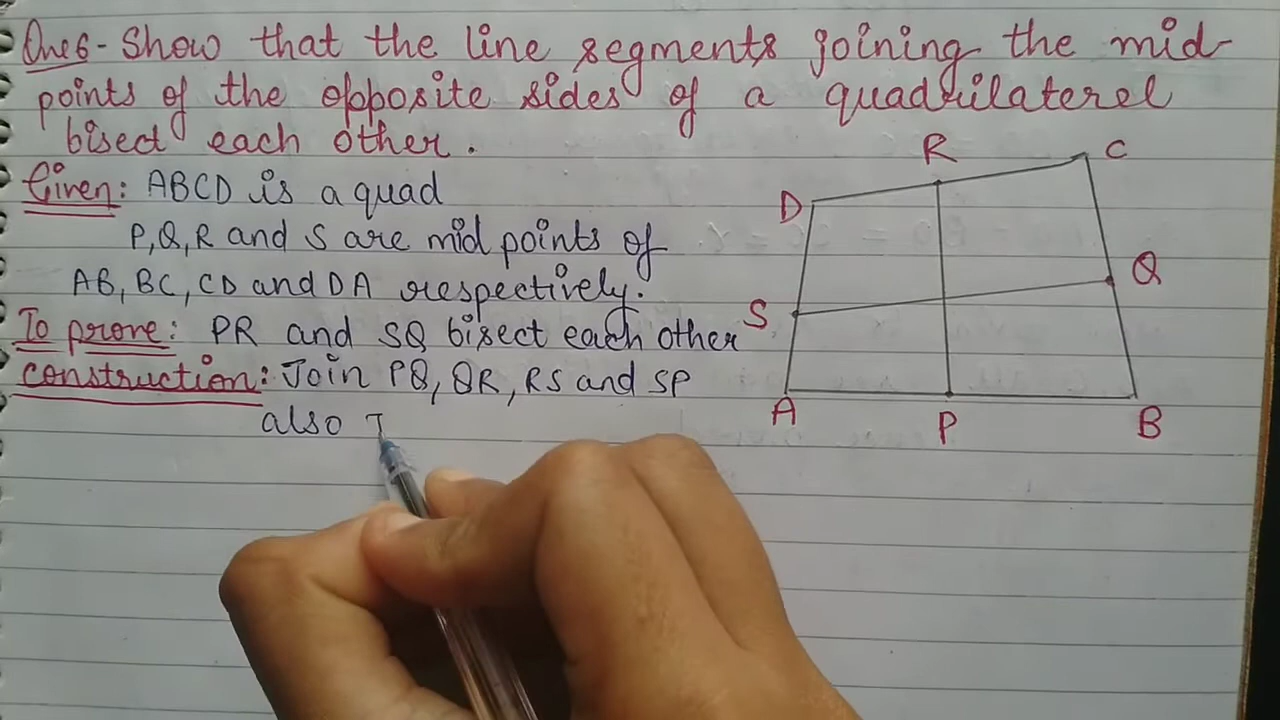 Ques 6 - Show that the line segments joining the mid-
points of the opposite sides of a quadrilaterel
bisect each other.
Given: ABCD is a quad
P, Q, R and S are mid points of
AB, BC, CD and DA respectively.
To prove: PR and SQ bisect each other
construction: Join PQ, QR, RS and SP
also
R
C
D
Q
S
A
P
B